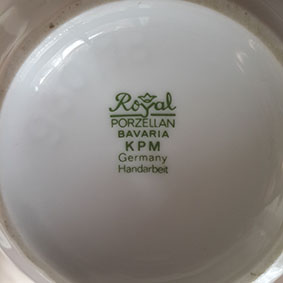 Royal
PORZELLAN
BAVARIA
KPM
Germany
Handarbeit